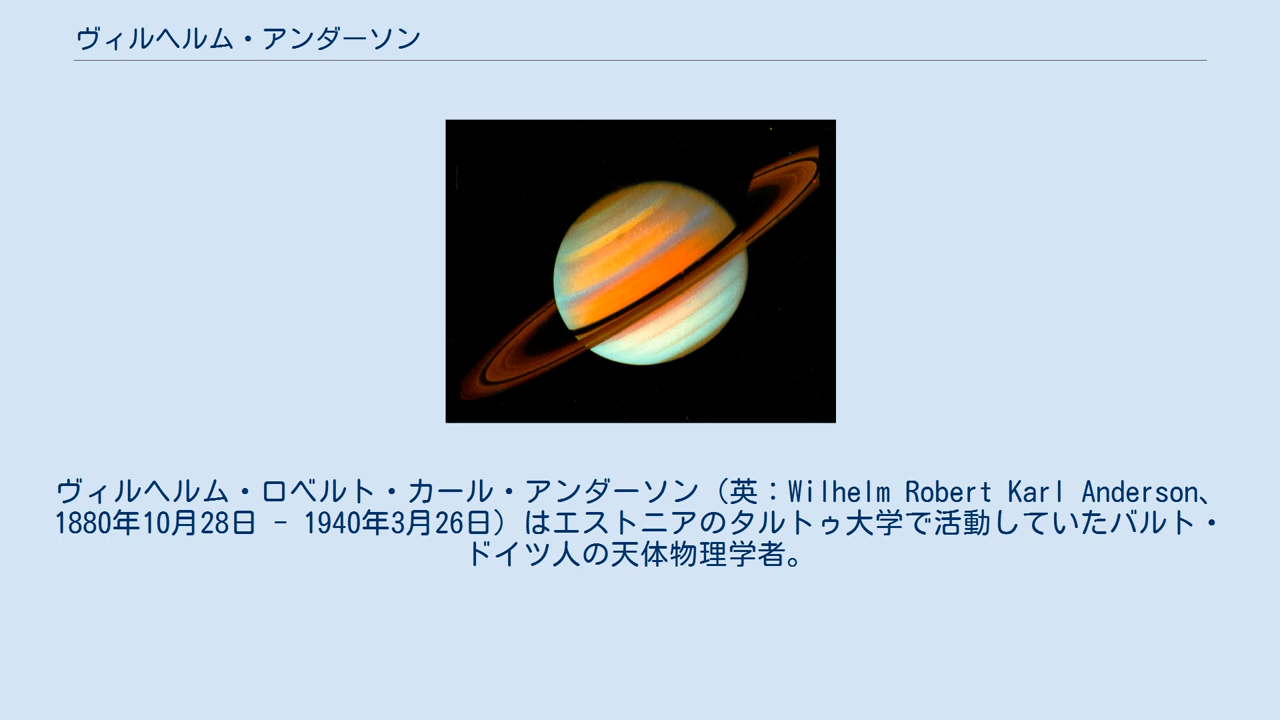 ヴィルヘルム・アンダーソン
ヴィルヘルム・ロベルト・カール・アンダーソン（英：Wilhelm Robert Karl Anderson、
1880年10月28日 - 1940年3月26日）はエストニアのタルトゥ大学で活動していたバルト・
ドイツ人の天体物理学者。